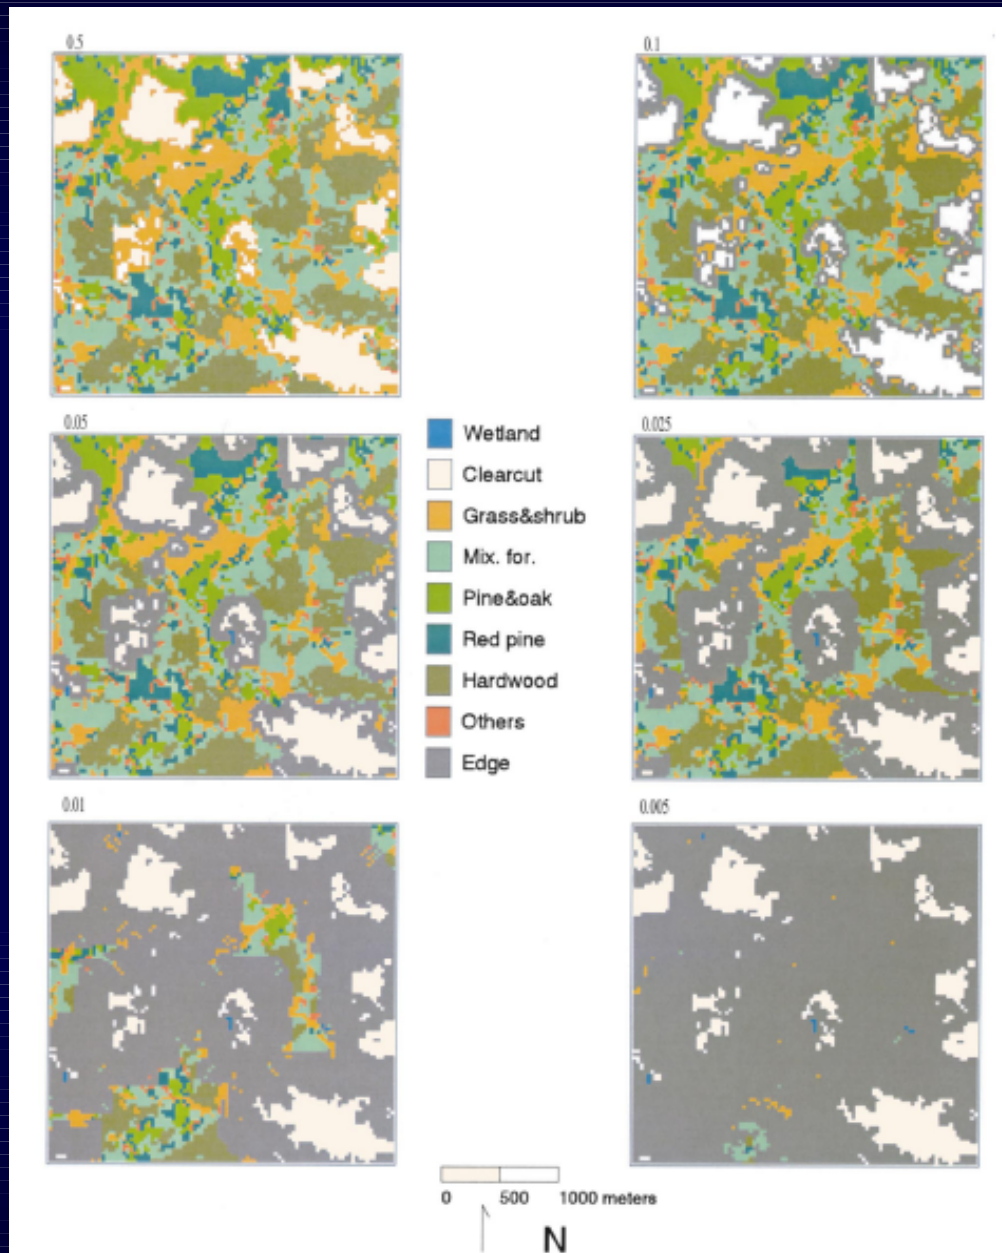 0.5
0.1
0.05
0.025
Wetland
Clearcut
Grass&shrub
Mix. for.
Pine&oak
Red pine
Hardwood
Others
Edge
0.01
0.005
0 500 1000 meters
N